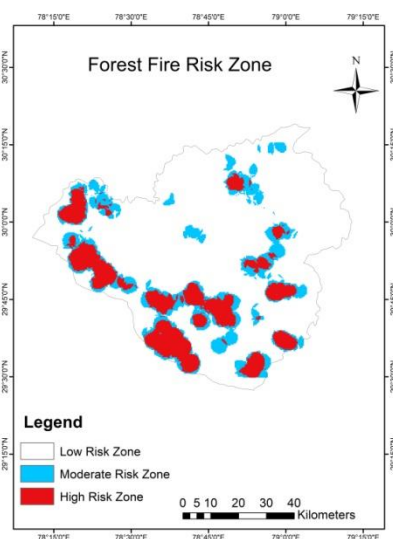 78°15'0"E 78°30'0"E 78°45'0"E 79°0'0"E 79°15'0"E
Forest Fire Risk Zone
N
30°30'0"N
30°15'0"N
30°0'0"N
29°45'0"N
29°30'0"N
29°15'0"N
Legend
Low Risk Zone
Moderate Risk Zone
High Risk Zone
0 5 10 20 30 40
Kilometers
78°15'0"E 78°30'0"E 78°45'0"E 79°0'0"E 79°15'0"E